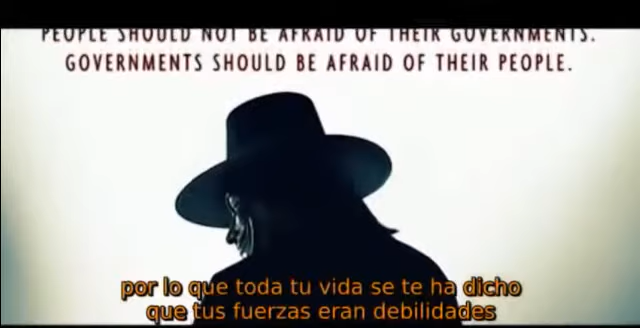 PEOPLE SHOULD NOT BE AFRAID OF THEIR GOVERNMENTS.
GOVERNMENTS SHOULD BE AFRAID OF THEIR PEOPLE.
por lo que toda tu vida se te ha dicho
que tus fuerzas eran debilidades